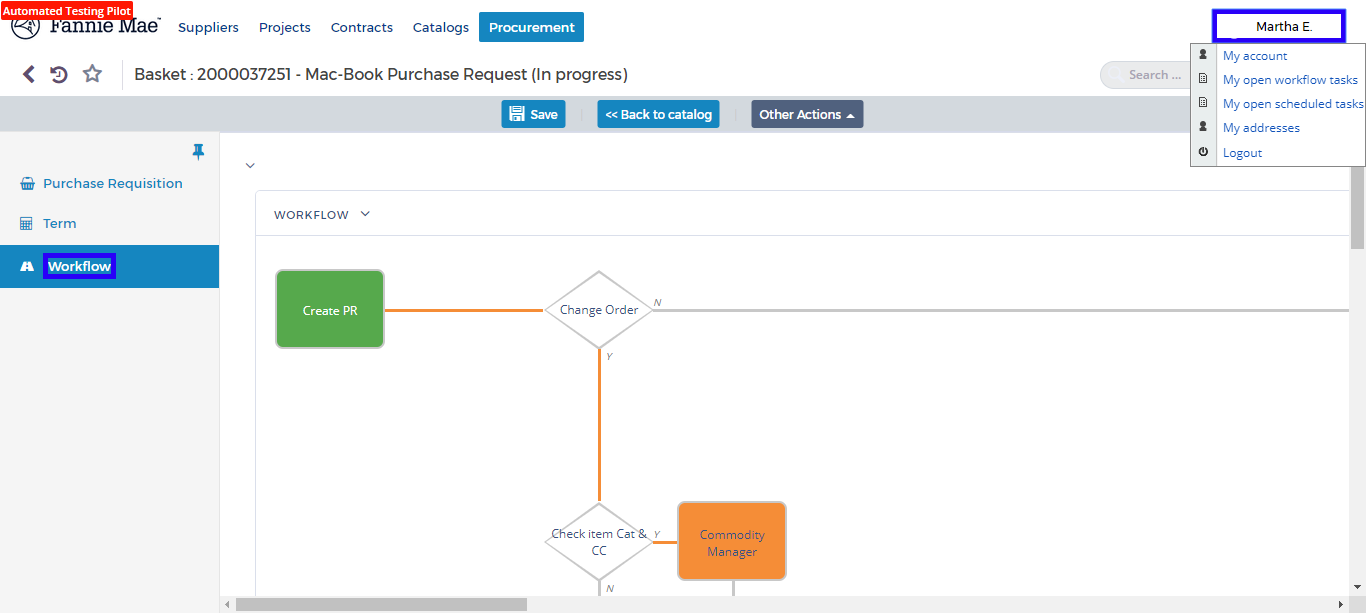 Automated Testing Pilot
Fannie Mae™
Suppliers
Projects
Contracts
Catalogs
Procurement
Martha E.
My account
My open workflow tasks
My open scheduled tasks
My addresses
Logout
Basket : 2000037251 - Mac-Book Purchase Request (In progress)
Search ...
Save
<< Back to catalog
Other Actions
Purchase Requisition
Term
Workflow
WORKFLOW
Create PR
Change Order
N
Y
Check item Cat &
CC
Y
N
Commodity
Manager